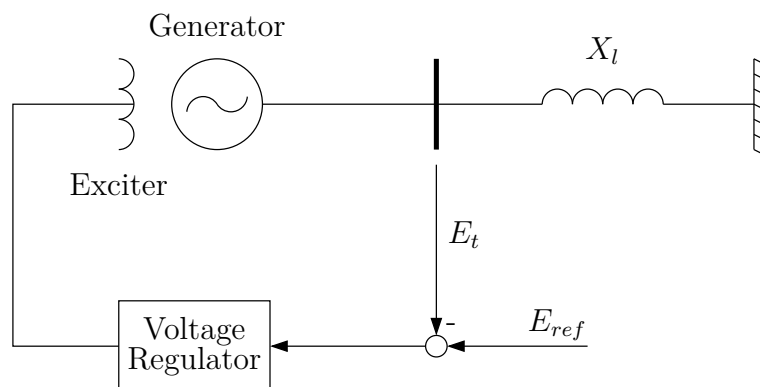 Generator
X_l
Exciter
E_t
-
E_ref
Voltage
Regulator